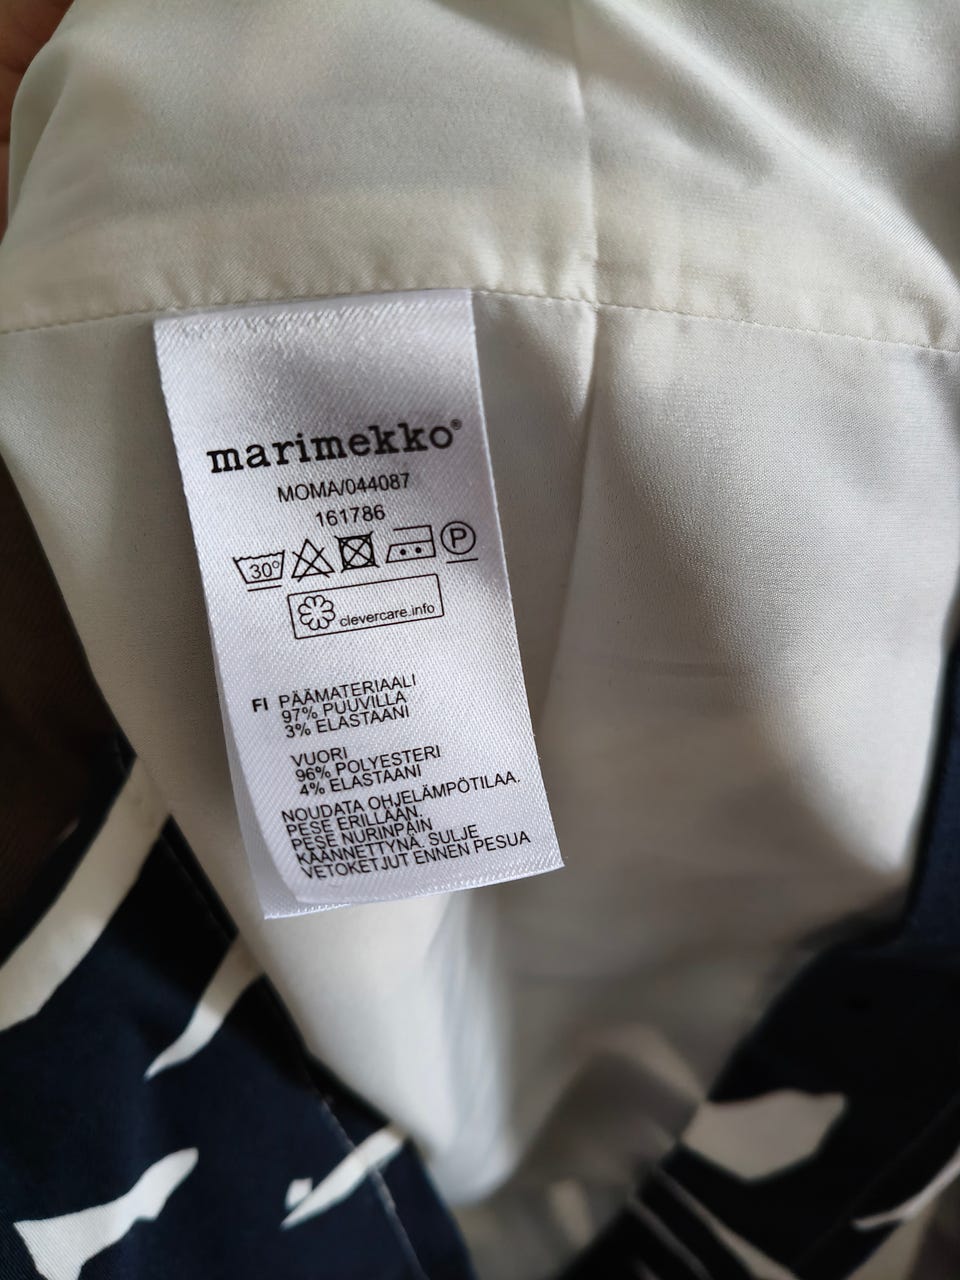 marimekko®
MOMA/044087
161786
30° P
clevercare.info
FI PÄÄMATERIAALI
97% PUUVILLA
3% ELASTAANI
VUORI
96% POLYESTERI
4% ELASTAANI
NOUDATA OHJELÄMPÖTILAA.
PESE ERILLÄÄN.
PESE NURINPÄIN
KÄÄNNETTYNÄ. SULJE
VETOKETJUT ENNEN PESUA